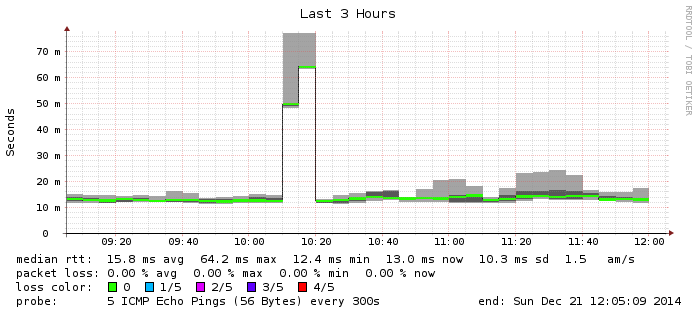 Last 3 Hours
RRDTOOL / TOBI OETIKER
Seconds
70 m
60 m
50 m
40 m
30 m
20 m
10 m
0
09:20 09:40 10:00 10:20 10:40 11:00 11:20 11:40 12:00
median rtt: 15.8 ms avg 64.2 ms max 12.4 ms min 13.0 ms now 10.3 ms sd 1.5 am/s
packet loss: 0.00 % avg 0.00 % max 0.00 % min 0.00 % now
loss color: 0 1/5 2/5 3/5 4/5
probe: 5 ICMP Echo Pings (56 Bytes) every 300s end: Sun Dec 21 12:05:09 2014